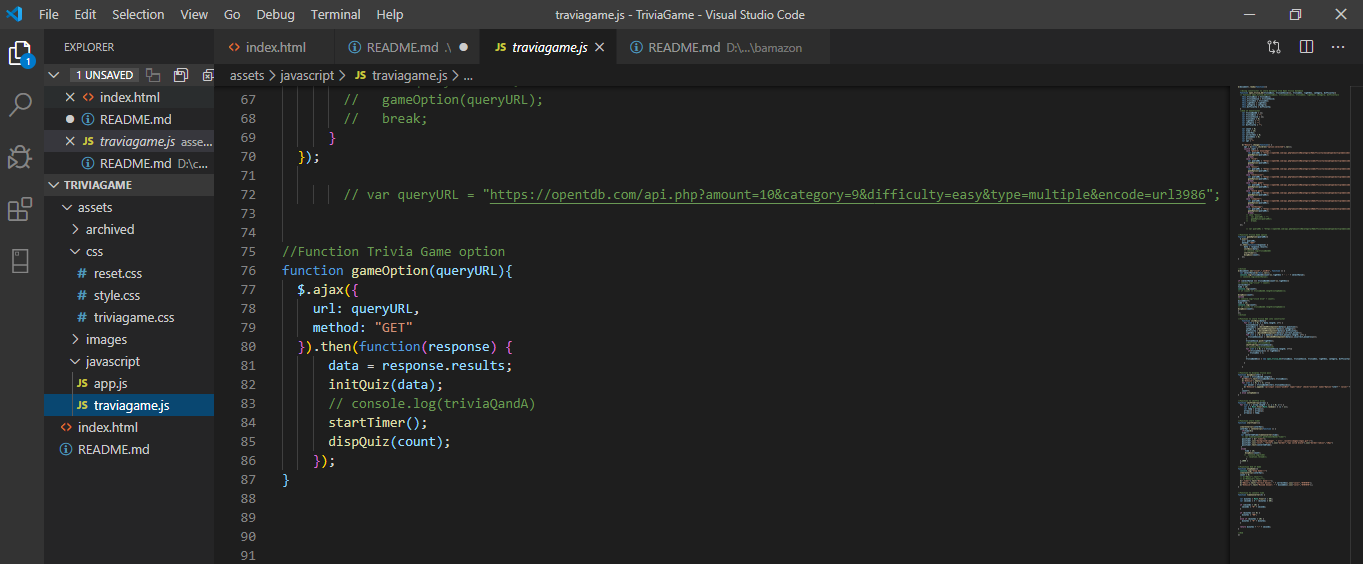 File Edit Selection View Go Debug Terminal Help traviagame.js - TriviaGame - Visual Studio Code
EXPLORER
index.html README.md .\ traviagame.js README.md D:\...\bamazon
1 UNSAVED
assets > javascript > JS traviagame.js > ...
index.html
README.md
JS traviagame.js asse...
README.md D:\c...
TRIVIAGAME
assets
archived
css
# reset.css
# style.css
# triviagame.css
images
javascript
JS app.js
JS traviagame.js
index.html
README.md
1
67 // gameOption(queryURL);
68 // break;
69 }
70 });
71
72 // var queryURL = "https://opentdb.com/api.php?amount=10&category=9&difficulty=easy&type=multiple&encode=url3986";
73
74
75 //Function Trivia Game option
76 function gameOption(queryURL){
77 $.ajax({
78 url: queryURL,
79 method: "GET"
80 }).then(function(response) {
81 data = response.results;
82 initQuiz(data);
83 // console.log(triviaQandA)
84 startTimer();
85 dispQuiz(count);
86 });
87 }
88
89
90
91